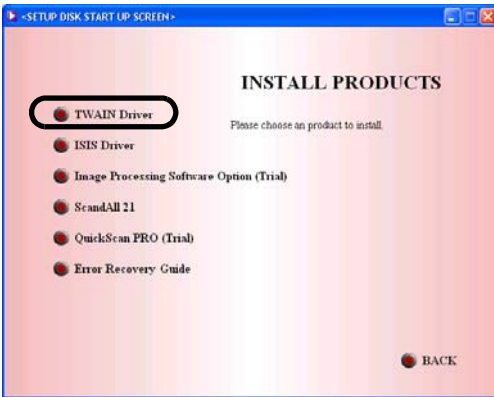 <SETUP DISK START UP SCREEN>
INSTALL PRODUCTS
Please choose an product to install.
TWAIN Driver
ISIS Driver
Image Processing Software Option (Trial)
ScandAll 21
QuickScan PRO (Trial)
Error Recovery Guide
BACK